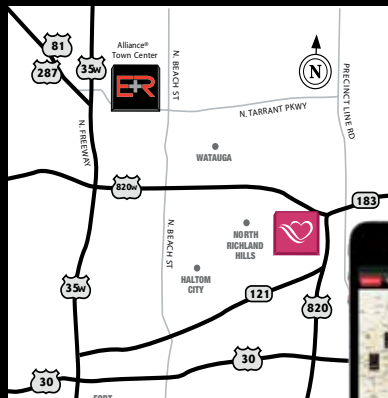 81
287
35W
Alliance®
Town Center
E+R
N. BEACH ST
N
PRECINCT LINE RD
N. TARRANT PKWY
N. FREEWAY
WATAUGA
820W
183
N. BEACH ST
NORTH
RICHLAND
HILLS
HALTOM
CITY
35W
121
820
30
30
FORT